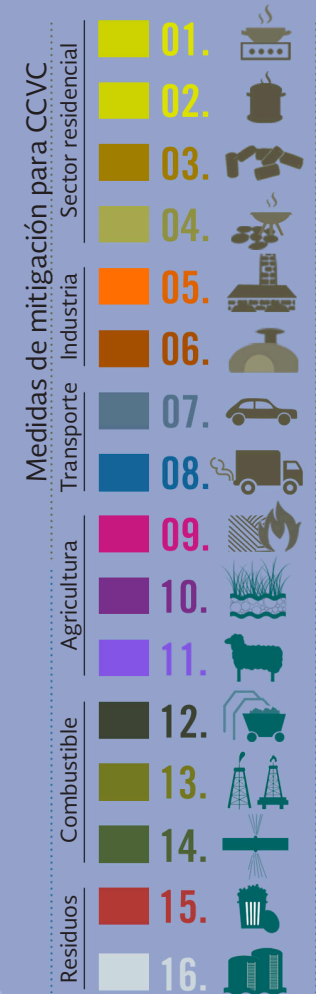 Medidas de mitigación para CCVC
Sector residencial
01.
02.
03.
04.
Industria
05.
06.
Transporte
07.
08.
Agricultura
09.
10.
11.
Combustible
12.
13.
14.
Residuos
15.
16.